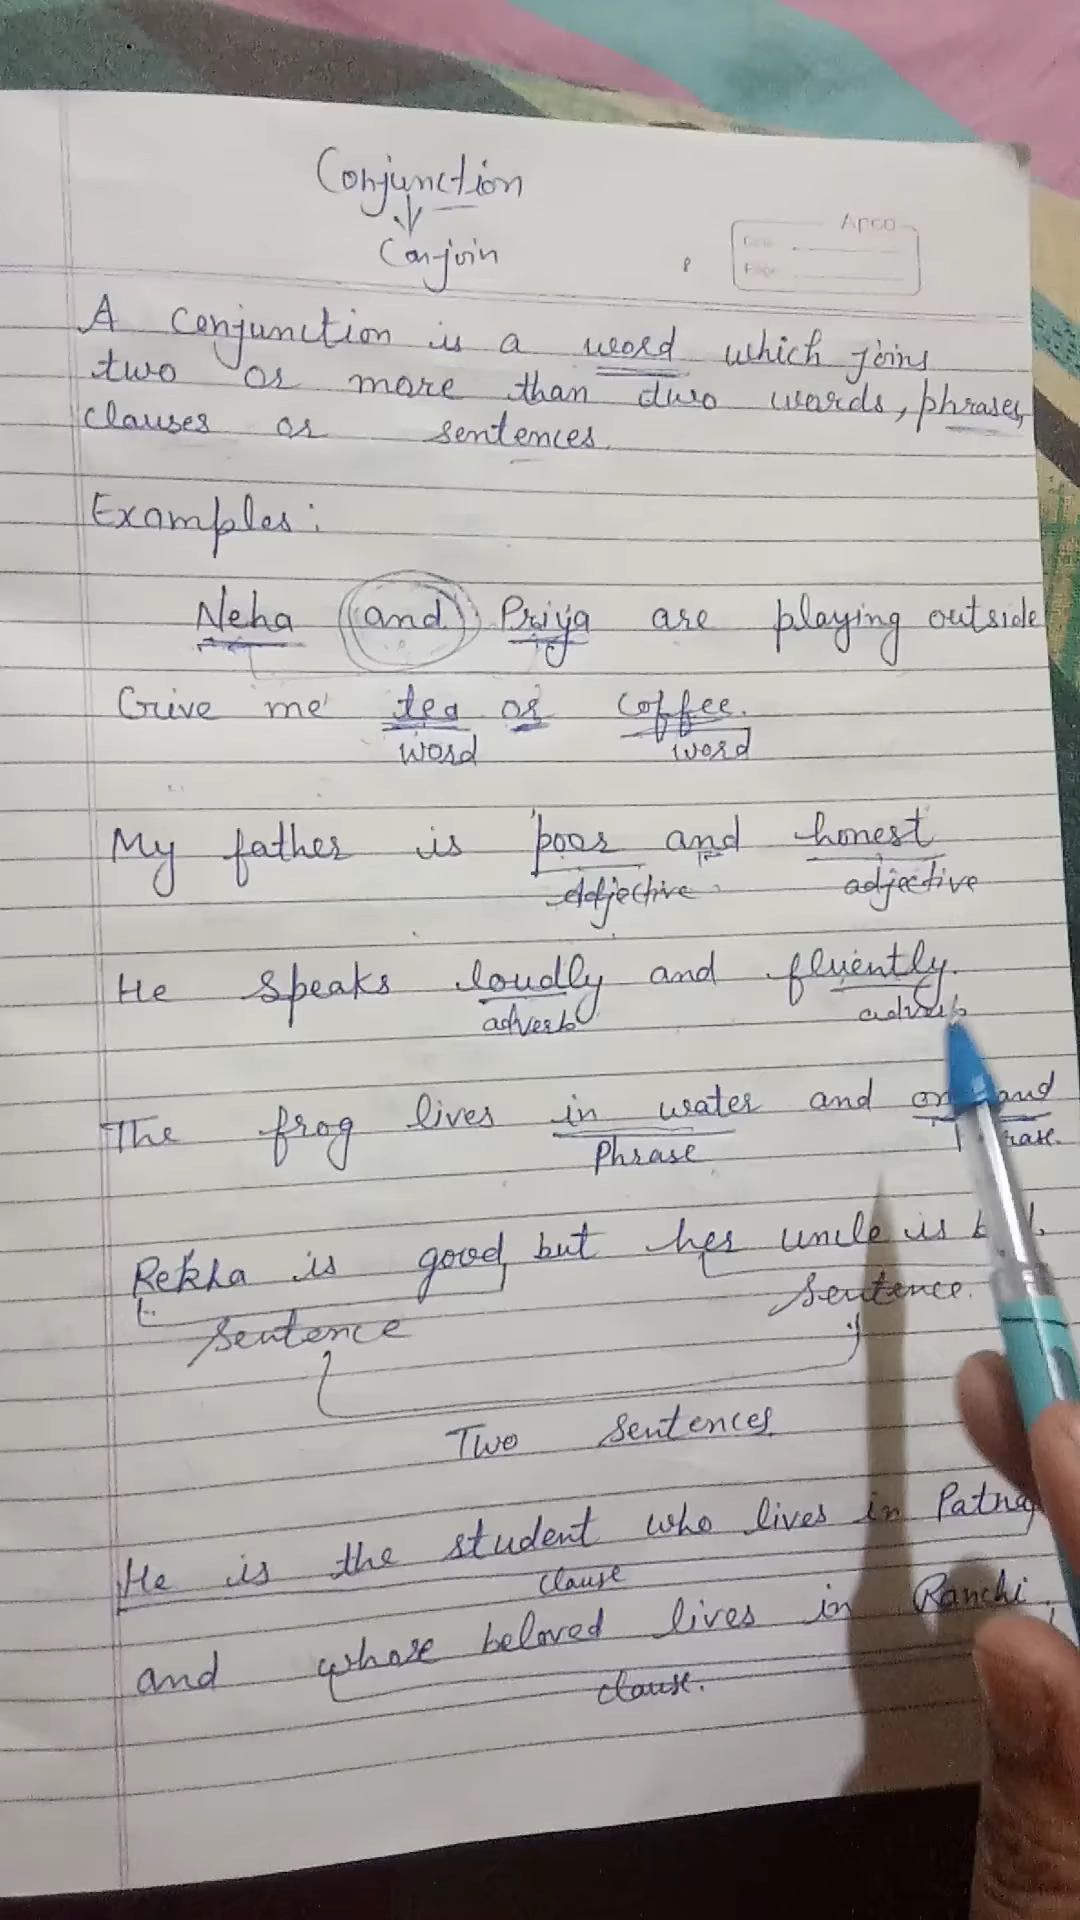 Conjunction
Conjoin
Apco
Date
Page
A conjunction is a word which joins
two or more than two words, phrases,
clauses or sentences.
Examples:
Neha and Priya are playing outside
Give me tea or coffee.
word word
My father is poor and honest
adjective adjective
He speaks loudly and fluently.
adverb adverb
The frog lives in water and
Phrase
Rekha is good, but her uncle is
sentence.
sentence
Two sentences
He is the student who lives in Patna
clause
and whose beloved lives in Ranchi.
clause.